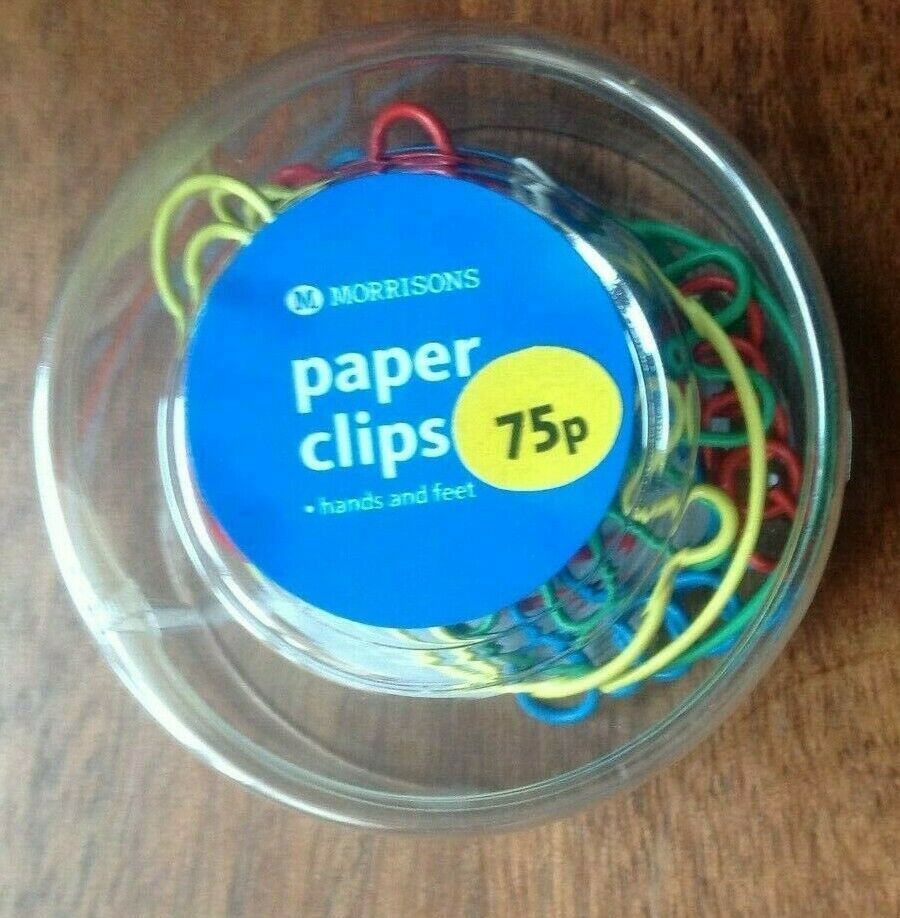 M MORRISONS
paper
clips
75p
• hands and feet